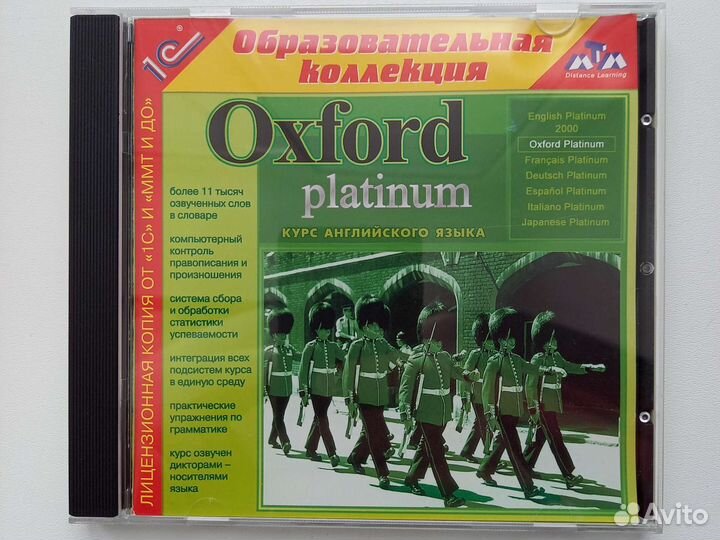 1С®
Образовательная
коллекция
МТМ
Distance Learning
Oxford
platinum
КУРС АНГЛИЙСКОГО ЯЗЫКА
English Platinum
2000
Oxford Platinum
Français Platinum
Deutsch Platinum
Español Platinum
Italiano Platinum
Japanese Platinum
более 11 тысяч
озвученных слов
в словаре
компьютерный
контроль
правописания и
произношения
система сбора
и обработки
статистики
успеваемости
интеграция всех
подсистем курса
в единую среду
практические
упражнения по
грамматике
курс озвучен
дикторами –
носителями
языка
ЛИЦЕНЗИОННАЯ КОПИЯ ОТ «1С» И «ММТ И ДО»
Avito